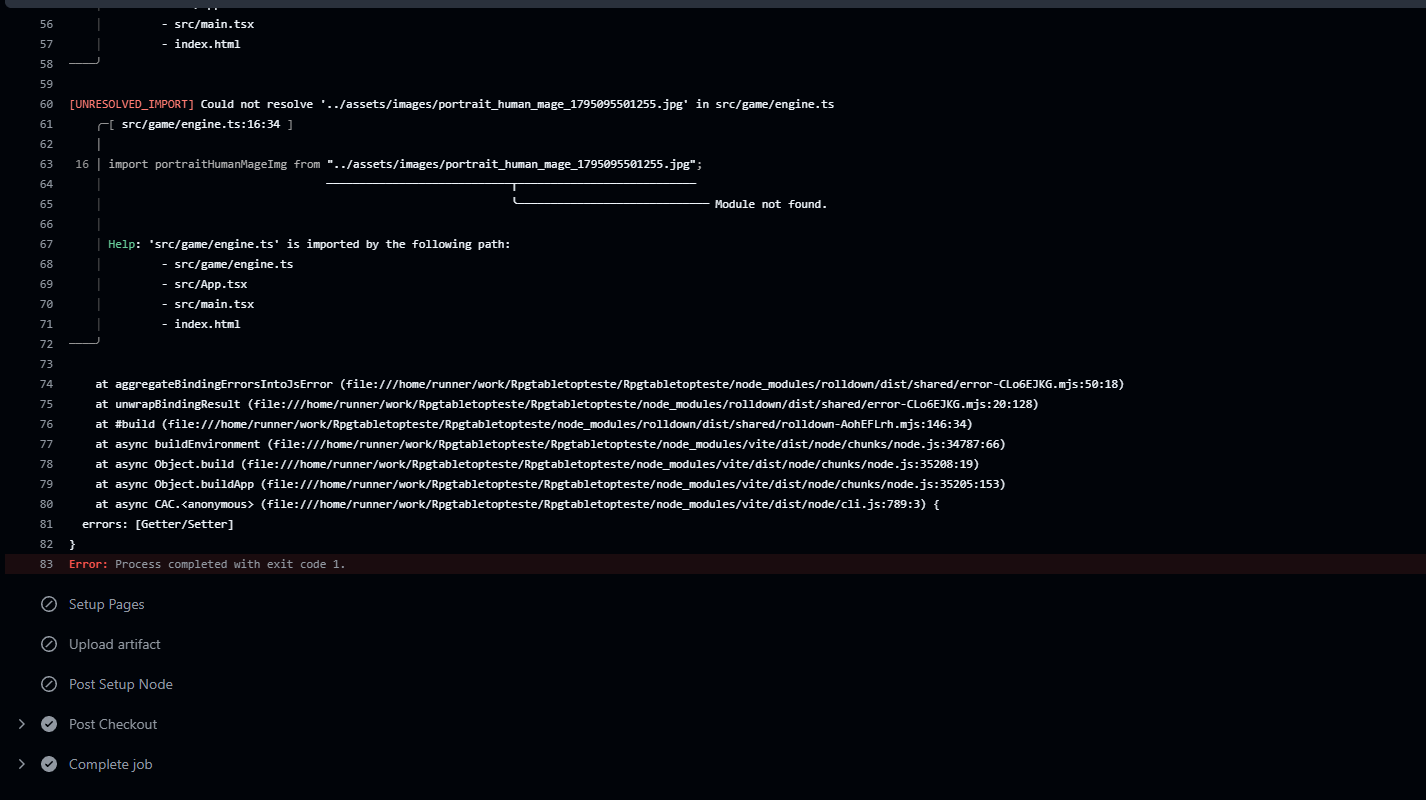 56 │ - src/main.tsx
57 │ - index.html
58 ────╯
59
60 [UNRESOLVED_IMPORT] Could not resolve '../assets/images/portrait_human_mage_1795095501255.jpg' in src/game/engine.ts
61 ╭─[ src/game/engine.ts:16:34 ]
62 │
63 16 │ import portraitHumanMageImg from "../assets/images/portrait_human_mage_1795095501255.jpg";
64 │ ────────────────────────────┬───────────────────────────
65 │ ╰───────────────────────────── Module not found.
66 │
67 │ Help: 'src/game/engine.ts' is imported by the following path:
68 │ - src/game/engine.ts
69 │ - src/App.tsx
70 │ - src/main.tsx
71 │ - index.html
72 ────╯
73
74 at aggregateBindingErrorsIntoJsError (file:///home/runner/work/Rpgtabletopteste/Rpgtabletopteste/node_modules/rolldown/dist/shared/error-CLo6EJKG.mjs:50:18)
75 at unwrapBindingResult (file:///home/runner/work/Rpgtabletopteste/Rpgtabletopteste/node_modules/rolldown/dist/shared/error-CLo6EJKG.mjs:20:128)
76 at #build (file:///home/runner/work/Rpgtabletopteste/Rpgtabletopteste/node_modules/rolldown/dist/shared/rolldown-AohEFLrh.mjs:146:34)
77 at async buildEnvironment (file:///home/runner/work/Rpgtabletopteste/Rpgtabletopteste/node_modules/vite/dist/node/chunks/node.js:34787:66)
78 at async Object.build (file:///home/runner/work/Rpgtabletopteste/Rpgtabletopteste/node_modules/vite/dist/node/chunks/node.js:35208:19)
79 at async Object.buildApp (file:///home/runner/work/Rpgtabletopteste/Rpgtabletopteste/node_modules/vite/dist/node/chunks/node.js:35205:153)
80 at async CAC.<anonymous> (file:///home/runner/work/Rpgtabletopteste/Rpgtabletopteste/node_modules/vite/dist/node/cli.js:789:3) {
81 errors: [Getter/Setter]
82 }
83 Error: Process completed with exit code 1.
Setup Pages
Upload artifact
Post Setup Node
Post Checkout
Complete job